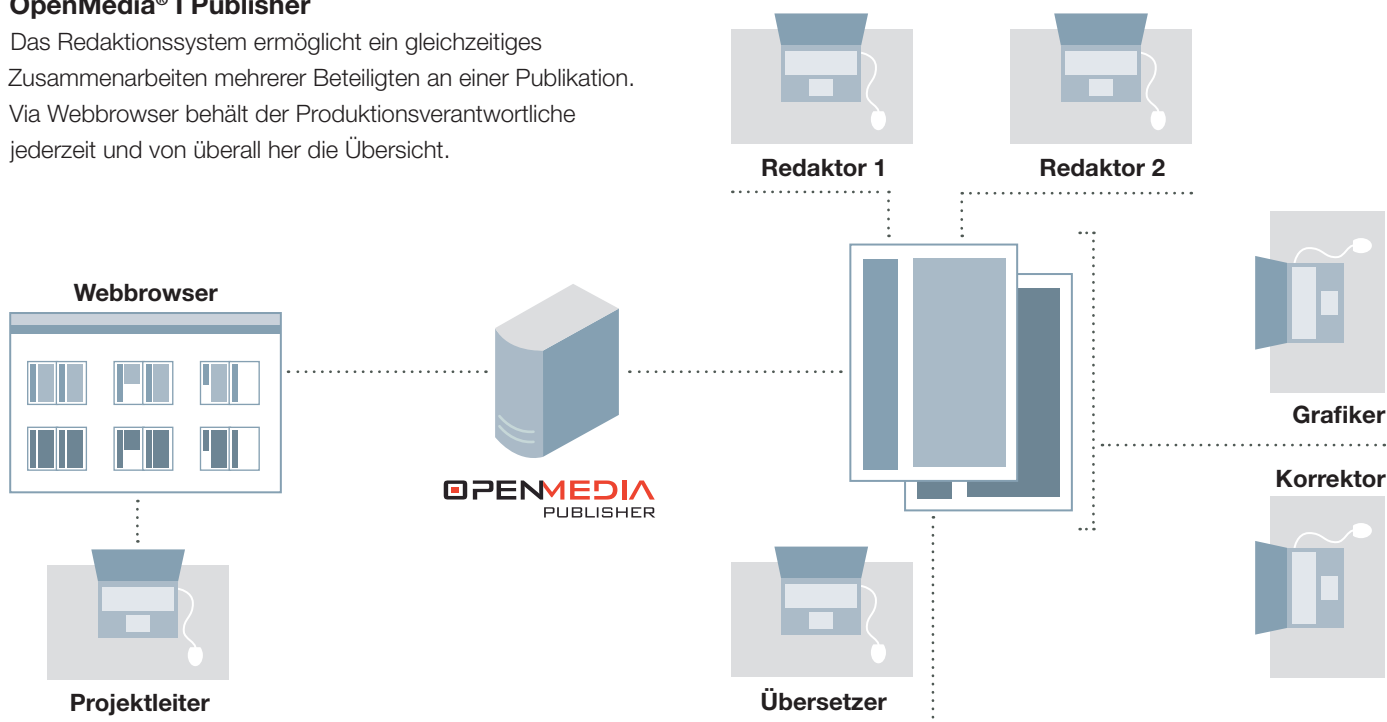 OpenMedia® I Publisher
Das Redaktionssystem ermöglicht ein gleichzeitiges
Zusammenarbeiten mehrerer Beteiligten an einer Publikation.
Via Webbrowser behält der Produktionsverantwortliche
jederzeit und von überall her die Übersicht.
Redaktor 1
Redaktor 2
Webbrowser
Grafiker
Korrektor
OPENMEDIA
PUBLISHER
Projektleiter
Übersetzer